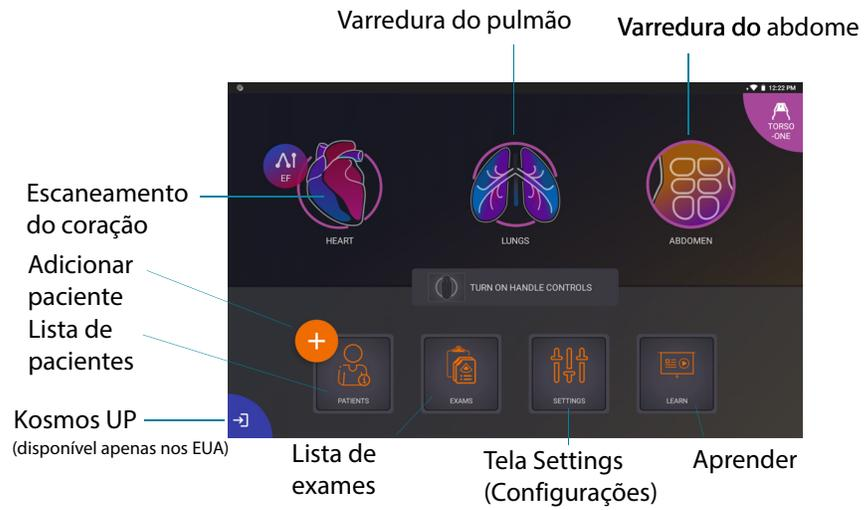 Varredura do pulmão
Varredura do abdome
12:22 PM
TORSO
-ONE
EF
Escaneamento
do coração
HEART
LUNGS
ABDOMEN
Adicionar
paciente
TURN ON HANDLE CONTROLS
Lista de
pacientes
PATIENTS
EXAMS
SETTINGS
LEARN
Kosmos UP
(disponível apenas nos EUA)
Lista de
exames
Tela Settings
(Configurações)
Aprender